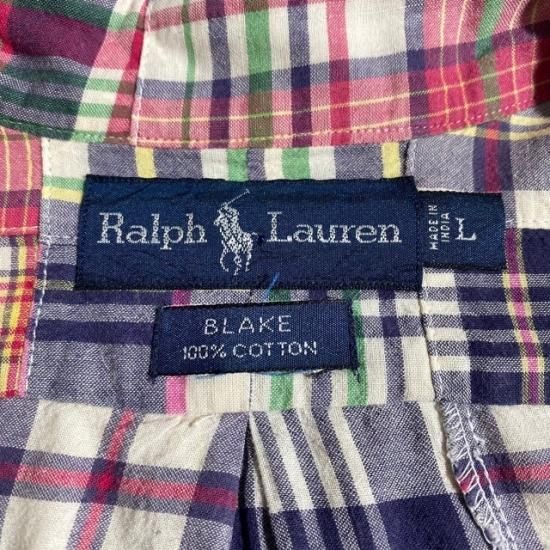 Ralph Lauren
MADE IN
INDIA
L
BLAKE
100% COTTON